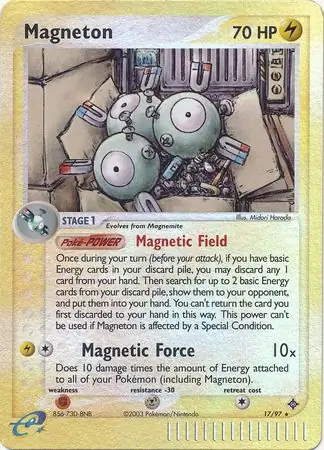 Magneton 70 HP
Illus. Midori Harada
STAGE 1 Evolves from Magnemite
Poké-POWER Magnetic Field
Once during your turn (before your attack), if you have basic
Energy cards in your discard pile, you may discard any 1
card from your hand. Then search for up to 2 basic Energy
cards from your discard pile, show them to your opponent,
and put them into your hand. You can't return the card you
first discarded to your hand in this way. This power can't
be used if Magneton is affected by a Special Condition.
Magnetic Force 10x
Does 10 damage times the amount of Energy attached
to all of your Pokémon (including Magneton).
weakness resistance -30 retreat cost
e 856-73D-BNB ©2003 Pokémon/Nintendo 17/97 ★